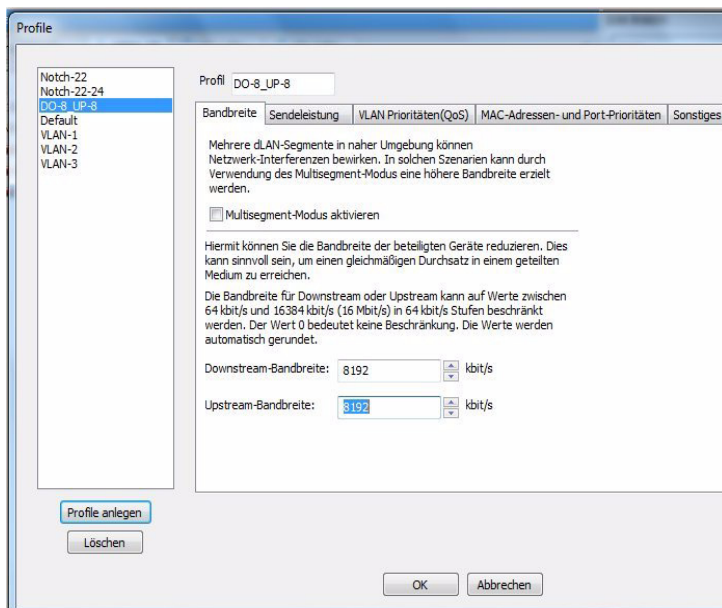 Profile
Notch-22
Notch-22-24
DO-8_UP-8
Default
VLAN-1
VLAN-2
VLAN-3
Profile anlegen
Löschen
Profil DO-8_UP-8
Bandbreite Sendeleistung VLAN Prioritäten(QoS) MAC-Adressen- und Port-Prioritäten Sonstiges
Mehrere dLAN-Segmente in naher Umgebung können
Netzwerk-Interferenzen bewirken. In solchen Szenarien kann durch
Verwendung des Multisegment-Modus eine höhere Bandbreite erzielt
werden.
Multisegment-Modus aktivieren
Hiermit können Sie die Bandbreite der beteiligten Geräte reduzieren. Dies
kann sinnvoll sein, um einen gleichmäßigen Durchsatz in einem geteilten
Medium zu erreichen.
Die Bandbreite für Downstream oder Upstream kann auf Werte zwischen
64 kbit/s und 16384 kbit/s (16 Mbit/s) in 64 kbit/s Stufen beschränkt
werden. Der Wert 0 bedeutet keine Beschränkung. Die Werte werden
automatisch gerundet.
Downstream-Bandbreite: 8192 kbit/s
Upstream-Bandbreite: 8192 kbit/s
OK Abbrechen